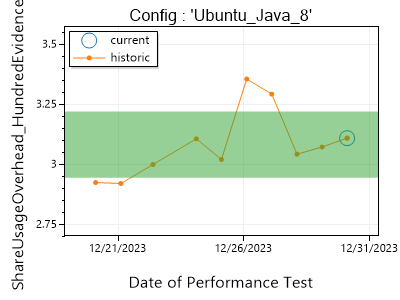 Config : 'Ubuntu_Java_8'
current
historic
ShareUsageOverhead_HundredEvidence
3.5
3.25
3
2.75
12/21/2023
12/26/2023
12/31/2023
Date of Performance Test